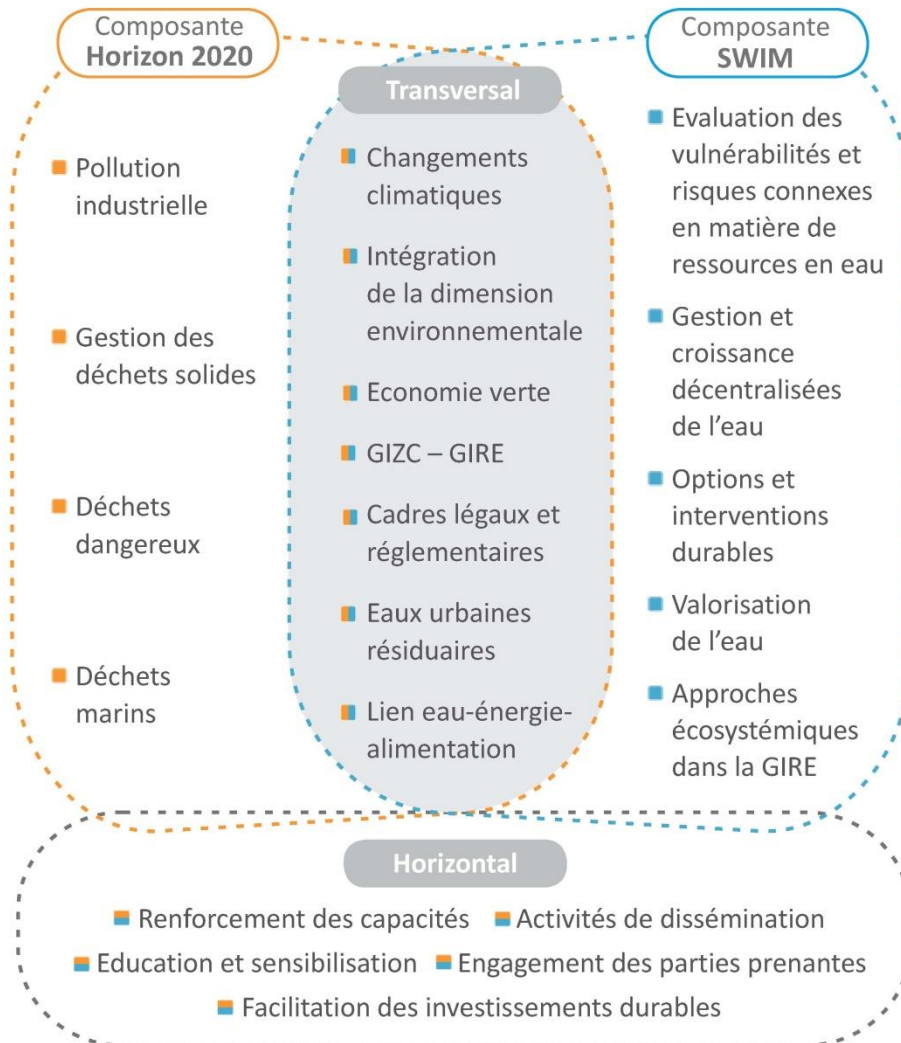 Composante
Horizon 2020
Pollution
industrielle
Gestion des
déchets solides
Déchets
dangereux
Déchets
marins
Transversal
Changements
climatiques
Intégration
de la dimension
environnementale
Economie verte
GIZC – GIRE
Cadres légaux et
réglementaires
Eaux urbaines
résiduaires
Lien eau-énergie-
alimentation
Composante
SWIM
Evaluation des
vulnérabilités et
risques connexes
en matière de
ressources en eau
Gestion et
croissance
décentralisées
de l’eau
Options et
interventions
durables
Valorisation
de l’eau
Approches
écosystémiques
dans la GIRE
Horizontal
Renforcement des capacités Activités de dissémination
Education et sensibilisation Engagement des parties prenantes
Facilitation des investissements durables